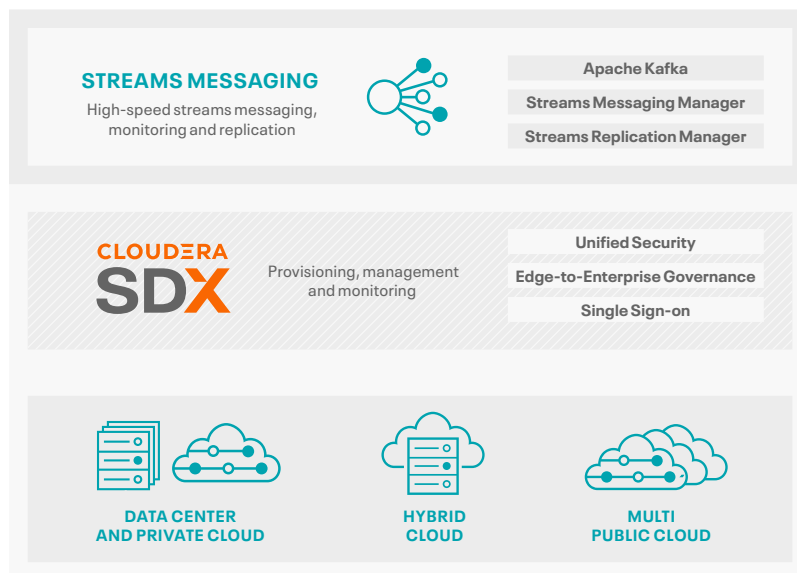 STREAMS MESSAGING
High-speed streams messaging,
monitoring and replication
Apache Kafka
Streams Messaging Manager
Streams Replication Manager
CLOUDERA
SDX
Provisioning, management
and monitoring
Unified Security
Edge-to-Enterprise Governance
Single Sign-on
DATA CENTER
AND PRIVATE CLOUD
HYBRID
CLOUD
MULTI
PUBLIC CLOUD